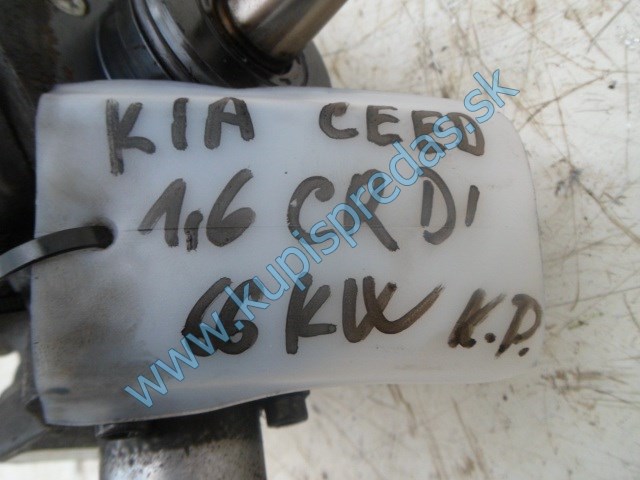 KIA CEED
1,6 CRDI
66 KW K.P.
www.kupispredas.sk